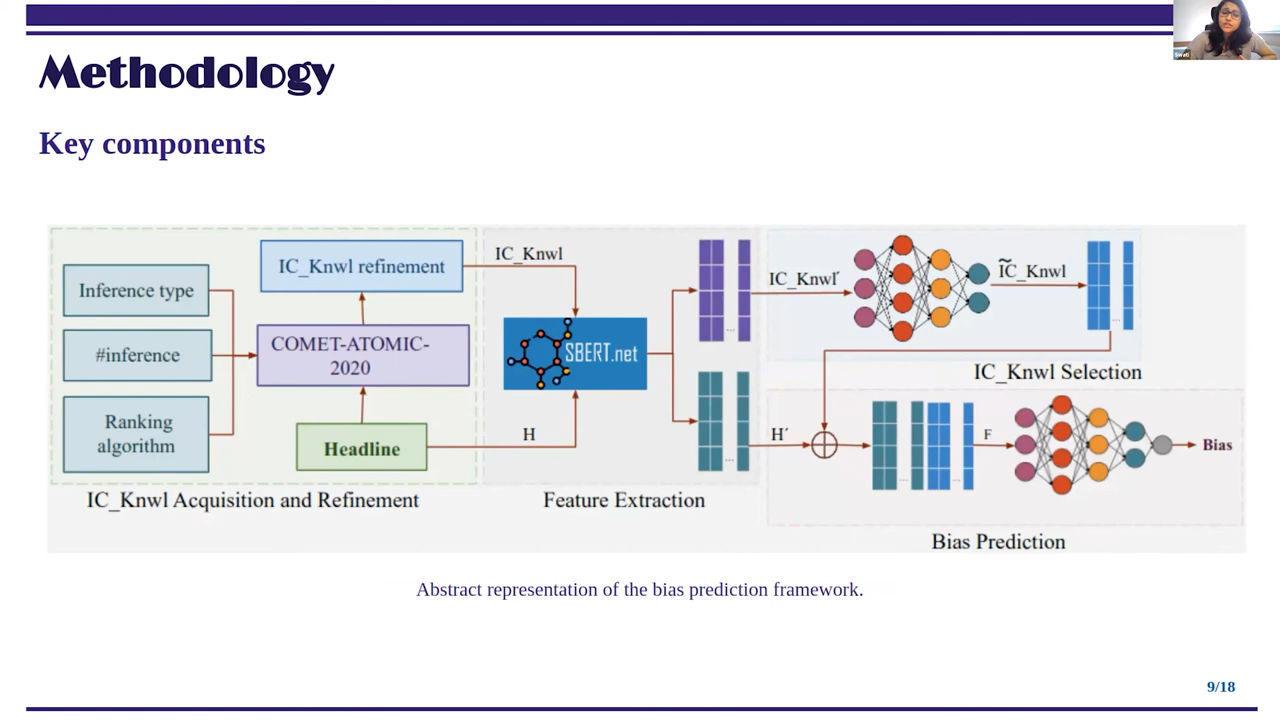 Swati
Methodology
Key components
Inference type
#inference
Ranking
algorithm
IC_Knwl refinement
COMET-ATOMIC-
2020
Headline
IC_Knwl Acquisition and Refinement
IC_Knwl
H
SBERT.net
...
...
Feature Extraction
IC_Knwl´
H´
ĨC_Knwl
...
IC_Knwl Selection
...
...
F
Bias
Bias Prediction
Abstract representation of the bias prediction framework.
9/18